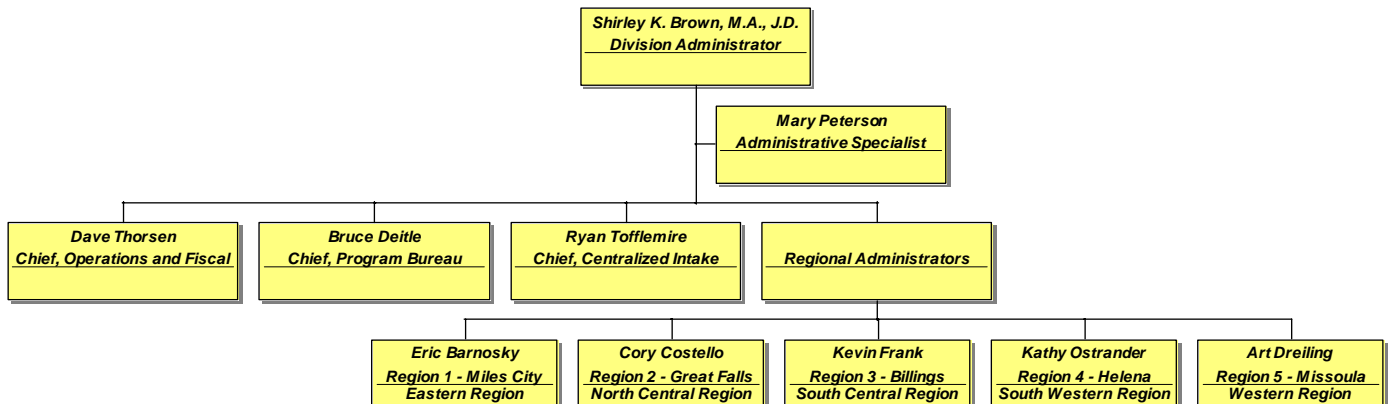 Shirley K. Brown, M.A., J.D.
Division Administrator
Mary Peterson
Administrative Specialist
Dave Thorsen
Chief, Operations and Fiscal
Bruce Deitle
Chief, Program Bureau
Ryan Tofflemire
Chief, Centralized Intake
Regional Administrators
Eric Barnosky
Region 1 - Miles City
Eastern Region
Cory Costello
Region 2 - Great Falls
North Central Region
Kevin Frank
Region 3 - Billings
South Central Region
Kathy Ostrander
Region 4 - Helena
South Western Region
Art Dreiling
Region 5 - Missoula
Western Region